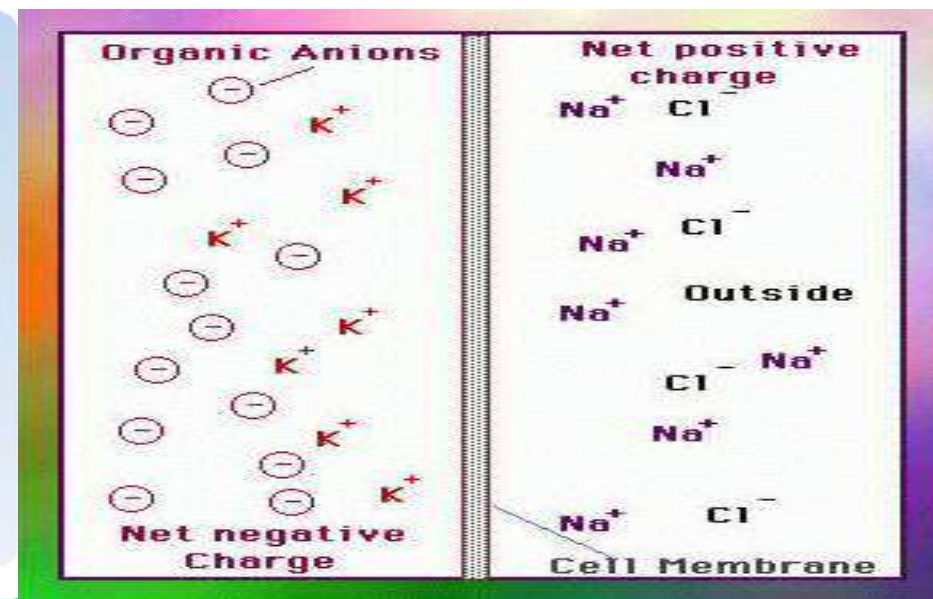 Organic Anions
−
−
K+
−
−
K+
K+
−
−
−
K+
K+
−
−
−
K+
−
K+
−
−
Net negative
Charge
Net positive
charge
Na+ Cl−
Na+
Cl−
Na+
Outside
Na+
Na+
Cl−
Na+
Cl−
Na+
Cell Membrane